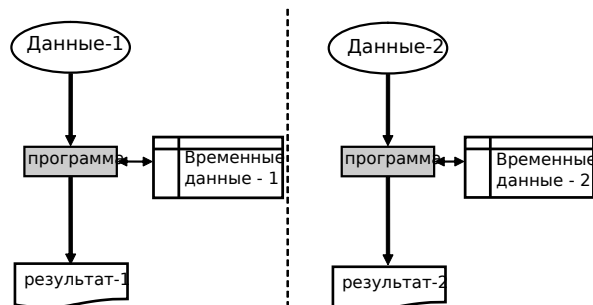 Данные-1
программа
Временные
данные - 1
результат-1
Данные-2
программа
Временные
данные - 2
результат-2